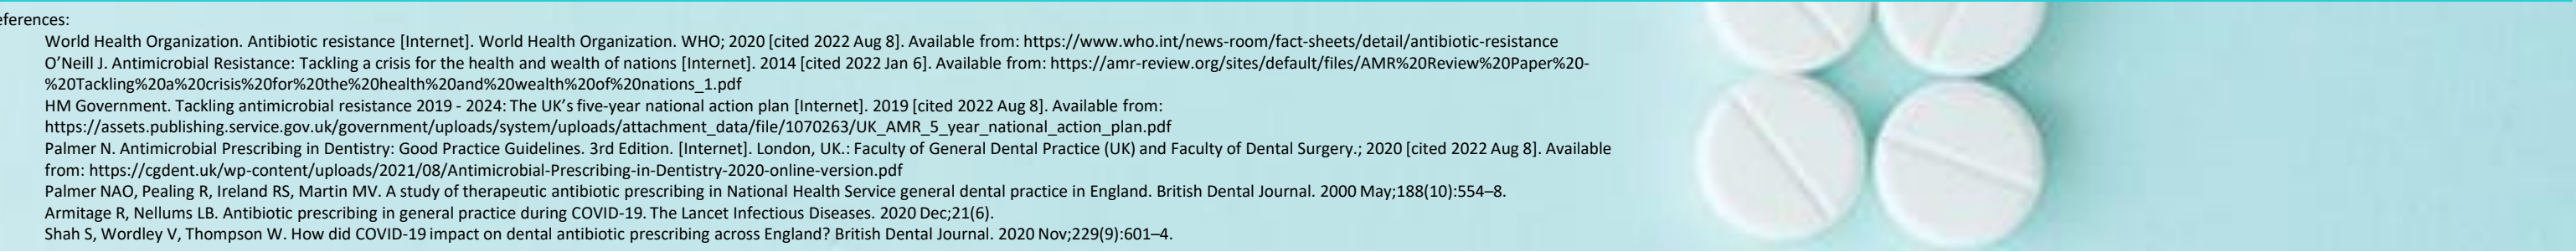 eferences:
World Health Organization. Antibiotic resistance [Internet]. World Health Organization. WHO; 2020 [cited 2022 Aug 8]. Available from: https://www.who.int/news-room/fact-sheets/detail/antibiotic-resistance
O’Neill J. Antimicrobial Resistance: Tackling a crisis for the health and wealth of nations [Internet]. 2014 [cited 2022 Jan 6]. Available from: https://amr-review.org/sites/default/files/AMR%20Review%20Paper%20-
%20Tackling%20a%20crisis%20for%20the%20health%20and%20wealth%20of%20nations_1.pdf
HM Government. Tackling antimicrobial resistance 2019 - 2024: The UK’s five-year national action plan [Internet]. 2019 [cited 2022 Aug 8]. Available from:
https://assets.publishing.service.gov.uk/government/uploads/system/uploads/attachment_data/file/1070263/UK_AMR_5_year_national_action_plan.pdf
Palmer N. Antimicrobial Prescribing in Dentistry: Good Practice Guidelines. 3rd Edition. [Internet]. London, UK.: Faculty of General Dental Practice (UK) and Faculty of Dental Surgery.; 2020 [cited 2022 Aug 8]. Available
from: https://cgdent.uk/wp-content/uploads/2021/08/Antimicrobial-Prescribing-in-Dentistry-2020-online-version.pdf
Palmer NAO, Pealing R, Ireland RS, Martin MV. A study of therapeutic antibiotic prescribing in National Health Service general dental practice in England. British Dental Journal. 2000 May;188(10):554–8.
Armitage R, Nellums LB. Antibiotic prescribing in general practice during COVID-19. The Lancet Infectious Diseases. 2020 Dec;21(6).
Shah S, Wordley V, Thompson W. How did COVID-19 impact on dental antibiotic prescribing across England? British Dental Journal. 2020 Nov;229(9):601–4.